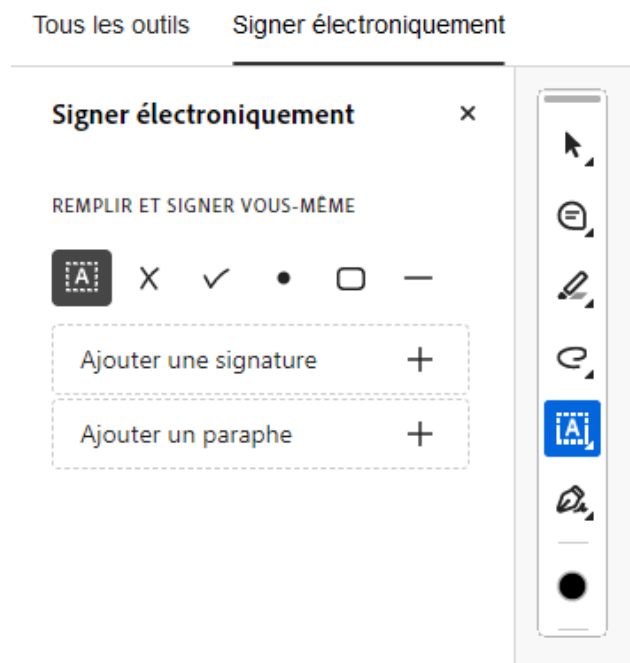 Tous les outils Signer électroniquement
Signer électroniquement
REMPLIR ET SIGNER VOUS-MÊME
Ajouter une signature
Ajouter un paraphe